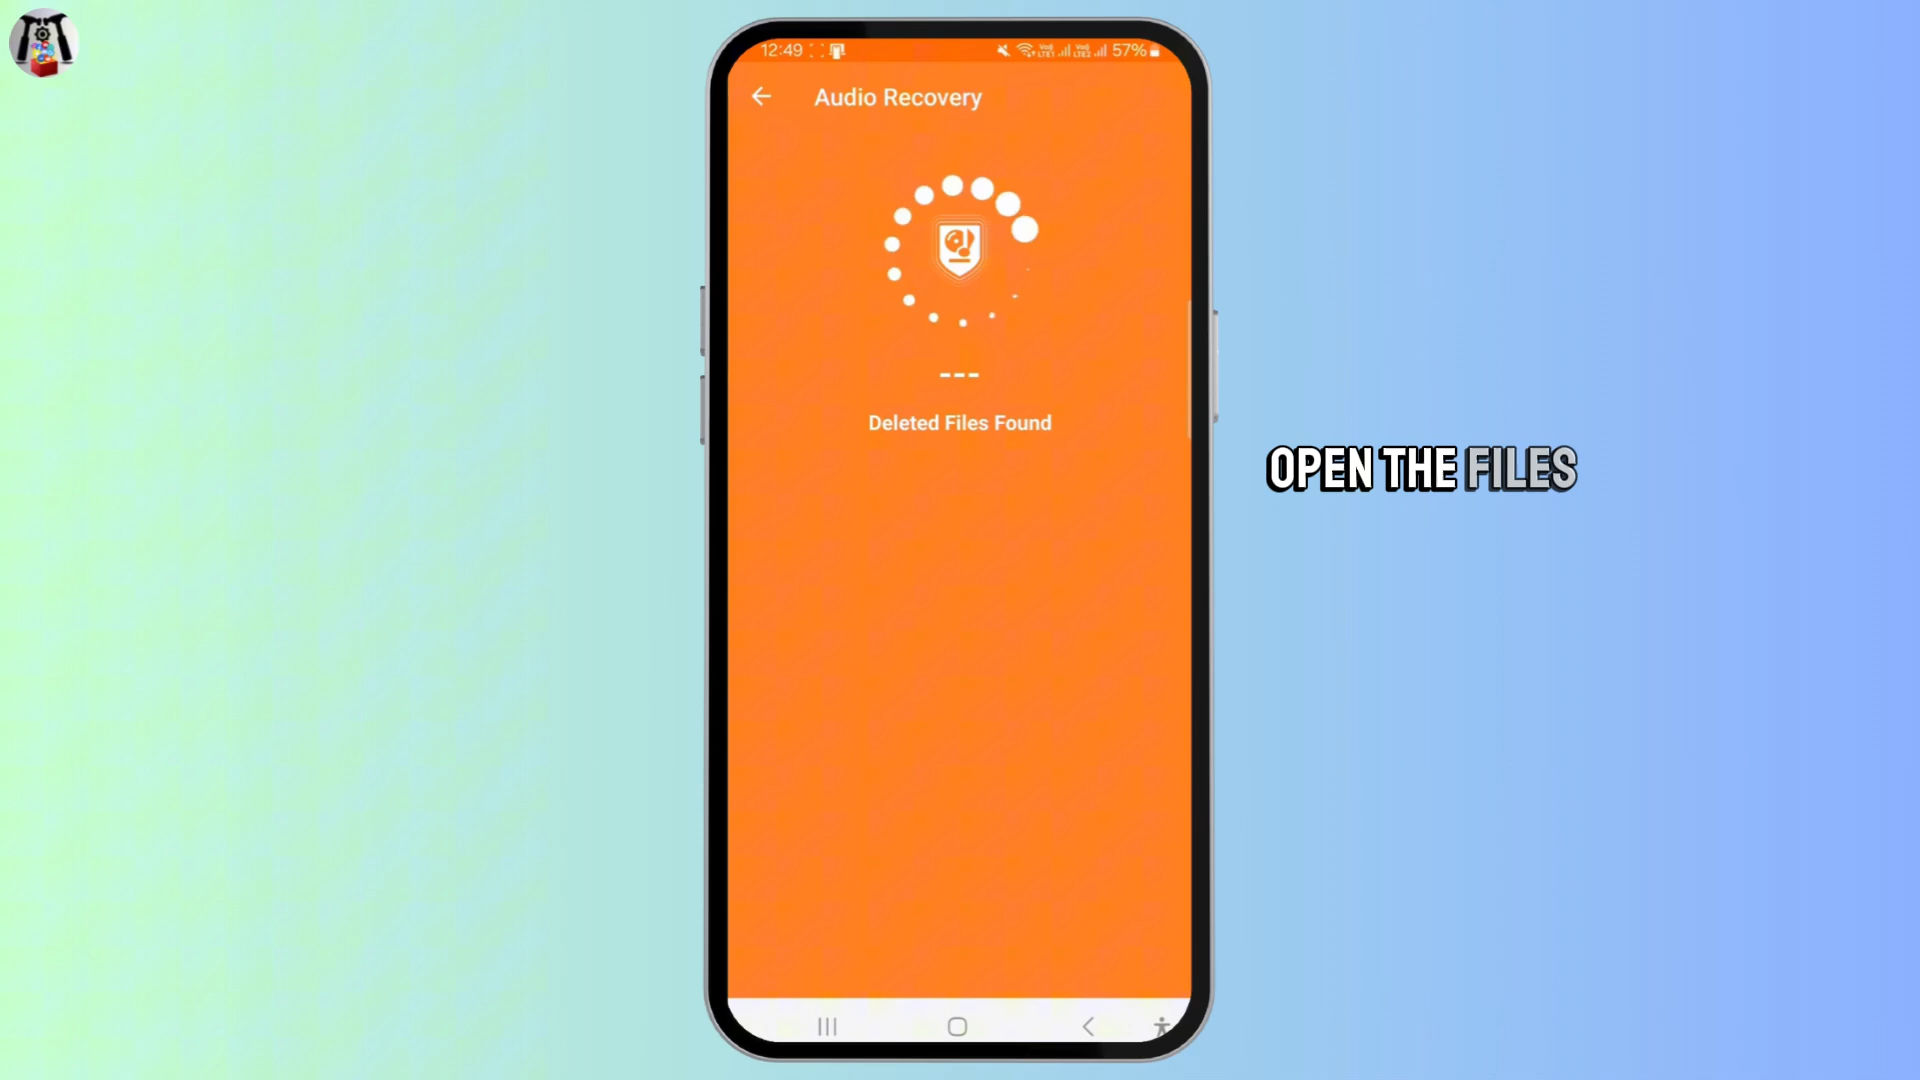 12:49 57%
Audio Recovery
---
Deleted Files Found
OPEN THE FILES